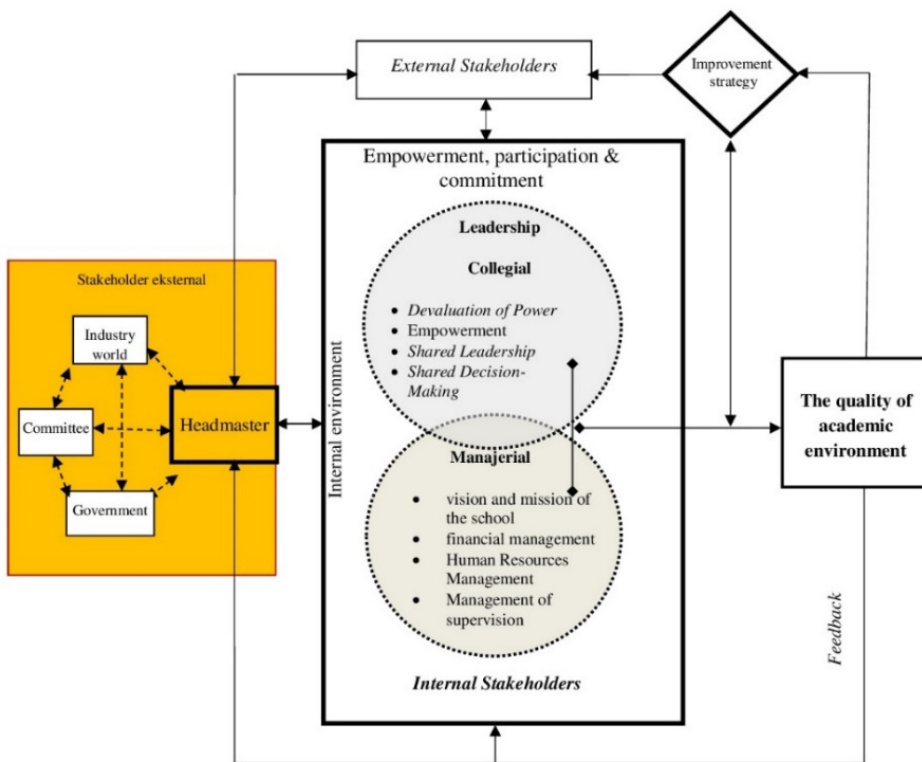 External Stakeholders
Improvement
strategy
Empowerment, participation &
commitment
Leadership
Collegial
• Devaluation of Power
• Empowerment
• Shared Leadership
• Shared Decision-
Making
Internal environment
Stakeholder eksternal
Industry
world
Committee
Headmaster
Government
Manajerial
• vision and mission of
the school
• financial management
• Human Resources
Management
• Management of
supervision
Internal Stakeholders
The quality of
academic
environment
Feedback